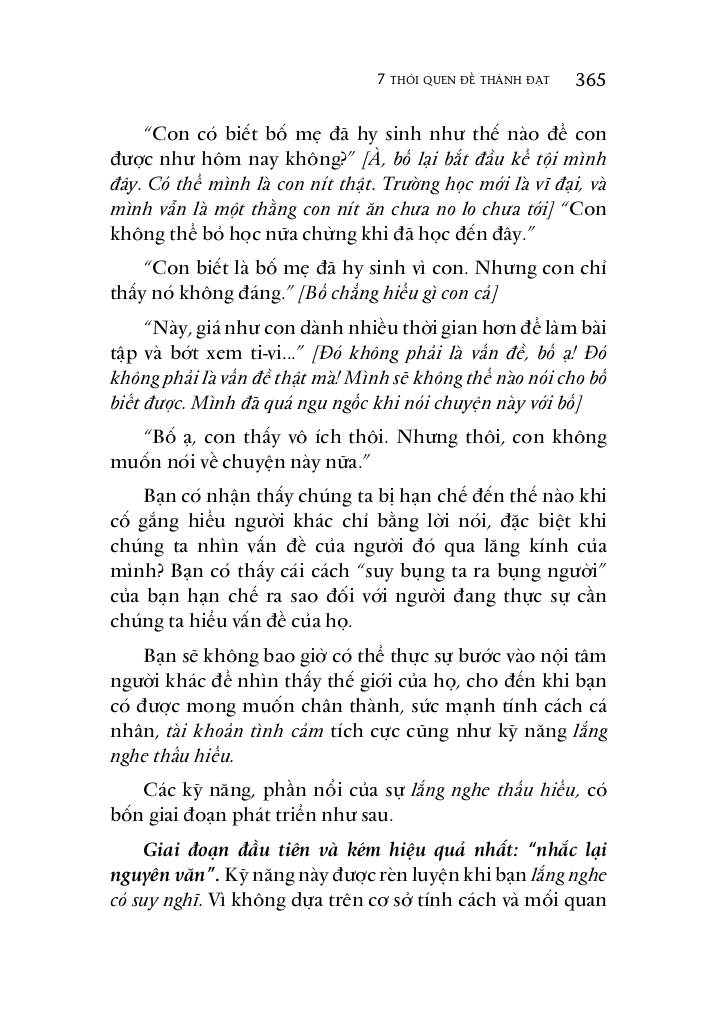 7 THÓI QUEN ĐỂ THÀNH ĐẠT 365
“Con có biết bố mẹ đã hy sinh như thế nào để con
được như hôm nay không?” [À, bố lại bắt đầu kể tội mình
đây. Có thể mình là con nít thật. Trường học mới là vĩ đại, và
mình vẫn là một thằng con nít ăn chưa no lo chưa tới] “Con
không thể bỏ học nữa chừng khi đã học đến đây.”
“Con biết là bố mẹ đã hy sinh vì con. Nhưng con chỉ
thấy nó không đáng.” [Bố chẳng hiểu gì con cả]
“Này, giá như con dành nhiều thời gian hơn để làm bài
tập và bớt xem ti-vi...” [Đó không phải là vấn đề, bố ạ! Đó
không phải là vấn đề thật mà! Mình sẽ không thể nào nói cho bố
biết được. Mình đã quá ngu ngốc khi nói chuyện này với bố]
“Bố ạ, con thấy vô ích thôi. Nhưng thôi, con không
muốn nói về chuyện này nữa.”
Bạn có nhận thấy chúng ta bị hạn chế đến thế nào khi
cố gắng hiểu người khác chỉ bằng lời nói, đặc biệt khi
chúng ta nhìn vấn đề của người đó qua lăng kính của
mình? Bạn có thấy cái cách “suy bụng ta ra bụng người”
của bạn hạn chế ra sao đối với người đang thực sự cần
chúng ta hiểu vấn đề của họ.
Bạn sẽ không bao giờ có thể thực sự bước vào nội tâm
người khác để nhìn thấy thế giới của họ, cho đến khi bạn
có được mong muốn chân thành, sức mạnh tính cách cá
nhân, tài khoản tình cảm tích cực cũng như kỹ năng lắng
nghe thấu hiểu.
Các kỹ năng, phần nổi của sự lắng nghe thấu hiểu, có
bốn giai đoạn phát triển như sau.
Giai đoạn đầu tiên và kém hiệu quả nhất: “nhắc lại
nguyên văn”. Kỹ năng này được rèn luyện khi bạn lắng nghe
có suy nghĩ. Vì không dựa trên cơ sở tính cách và mối quan